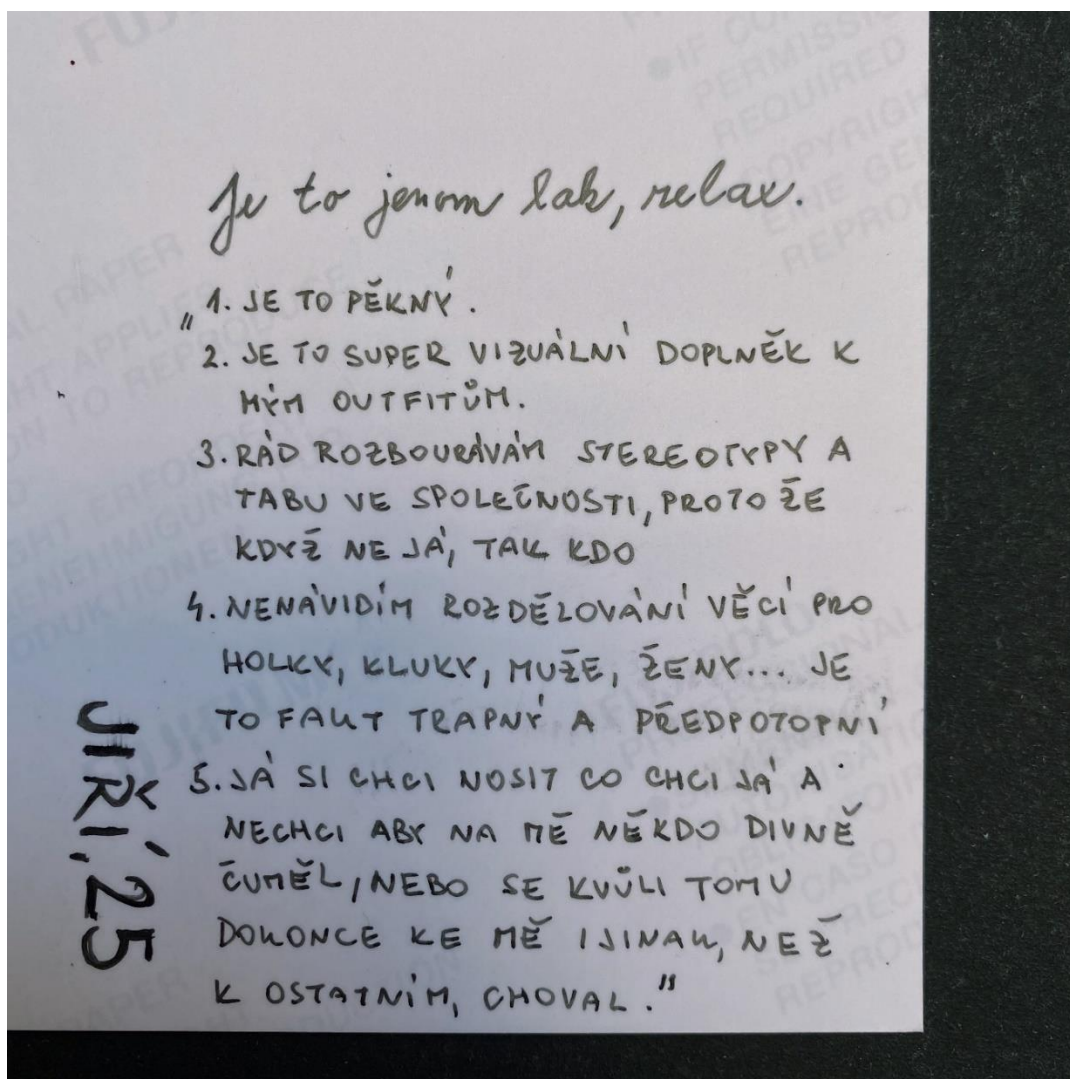 Je to jenom lak, relax.
„1. JE TO PĚKNÝ.
2. JE TO SUPER VIZUÁLNÍ DOPLNĚK K
MÝM OUTFITŮM.
3. RÁD ROZBOURÁVÁM STEREOTYPY A
TABU VE SPOLEČNOSTI, PROTO ŽE
KDYŽ NE JÁ, TAK KDO
4. NENÁVIDÍM ROZDĚLOVÁNÍ VĚCÍ PRO
HOLKY, KLUKY, MUŽE, ŽENY... JE
TO FAKT TRAPNÝ A PŘEDPOTOPNÍ
5. JÁ SI CHCI NOSIT CO CHCI JÁ A
NECHCI ABY NA MĚ NĚKDO DIVNĚ
ČUMĚL, NEBO SE KVŮLI TOMU
DOKONCE KE MĚ I JINAK, NEŽ
K OSTATNÍM, CHOVAL."
JIŘÍ, 25